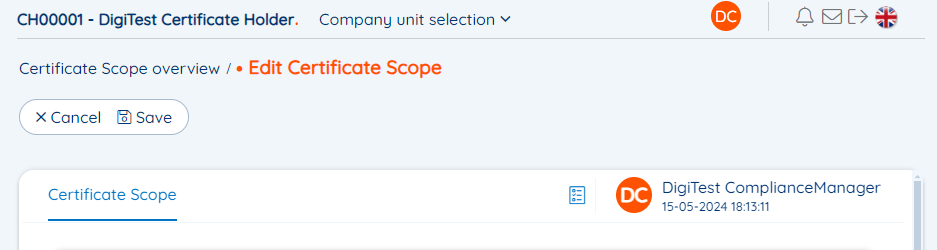 CH00001 - DigiTest Certificate Holder. Company unit selection DC
Certificate Scope overview / • Edit Certificate Scope
Cancel Save
Certificate Scope DC DigiTest ComplianceManager
15-05-2024 18:13:11